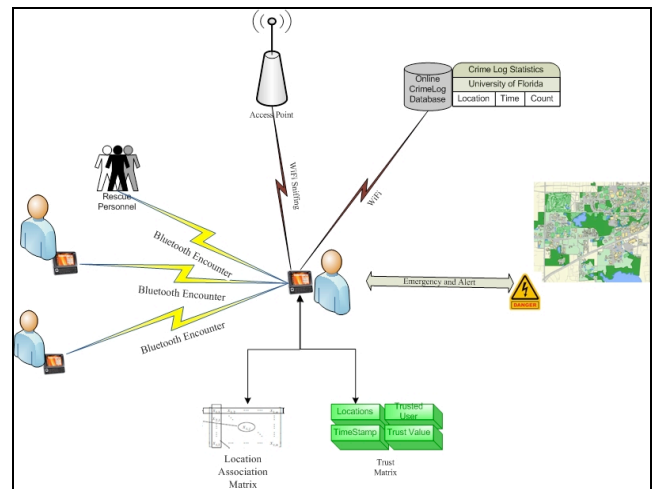 Access Point
Online
CrimeLog
Database
Crime Log Statistics
University of Florida
Location Time Count
WiFi Sniffing
WiFi
Rescue
Personnel
Bluetooth Encounter
Bluetooth Encounter
Bluetooth Encounter
Emergency and Alert
DANGER
Locations
Trusted
User
TimeStamp
Trust Value
Location
Association
Matrix
Trust
Matrix